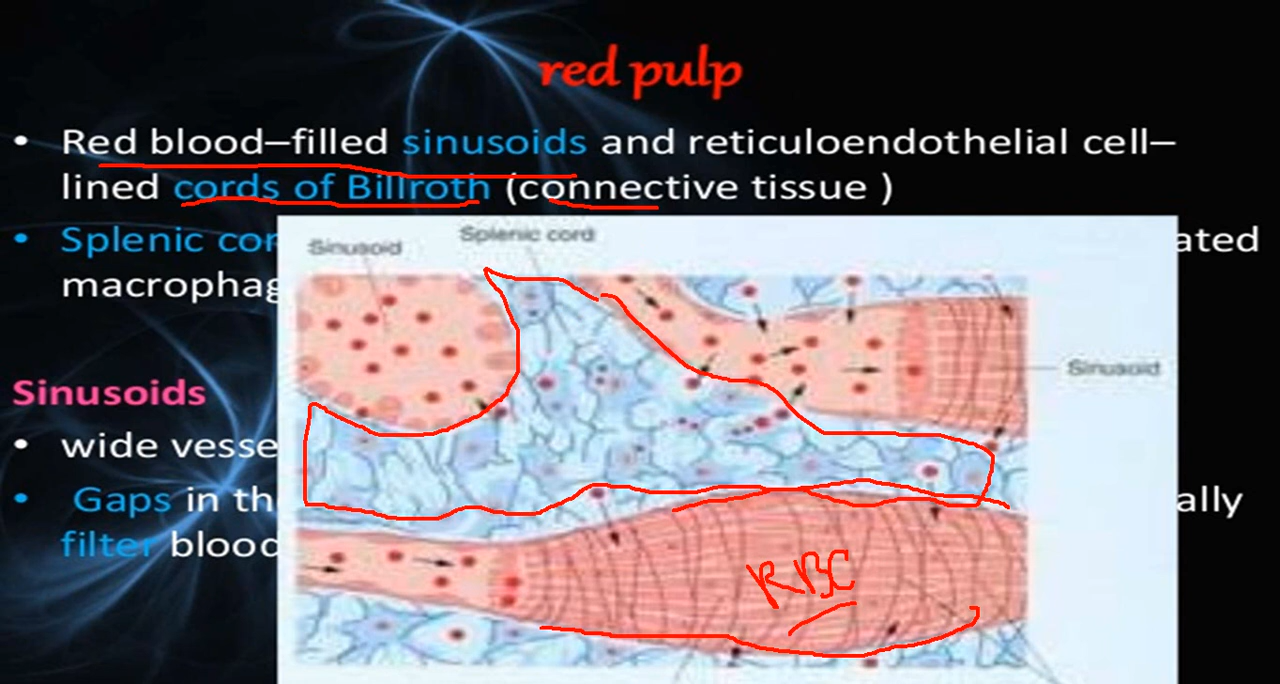 red pulp
• Red blood–filled sinusoids and reticuloendothelial cell–
lined cords of Billroth (connective tissue )
• Splenic cor ated
macrophag
Sinusoid
Splenic cord
Sinusoid
Sinusoids
• wide vesse
• Gaps in th ally
filter blood
RBC